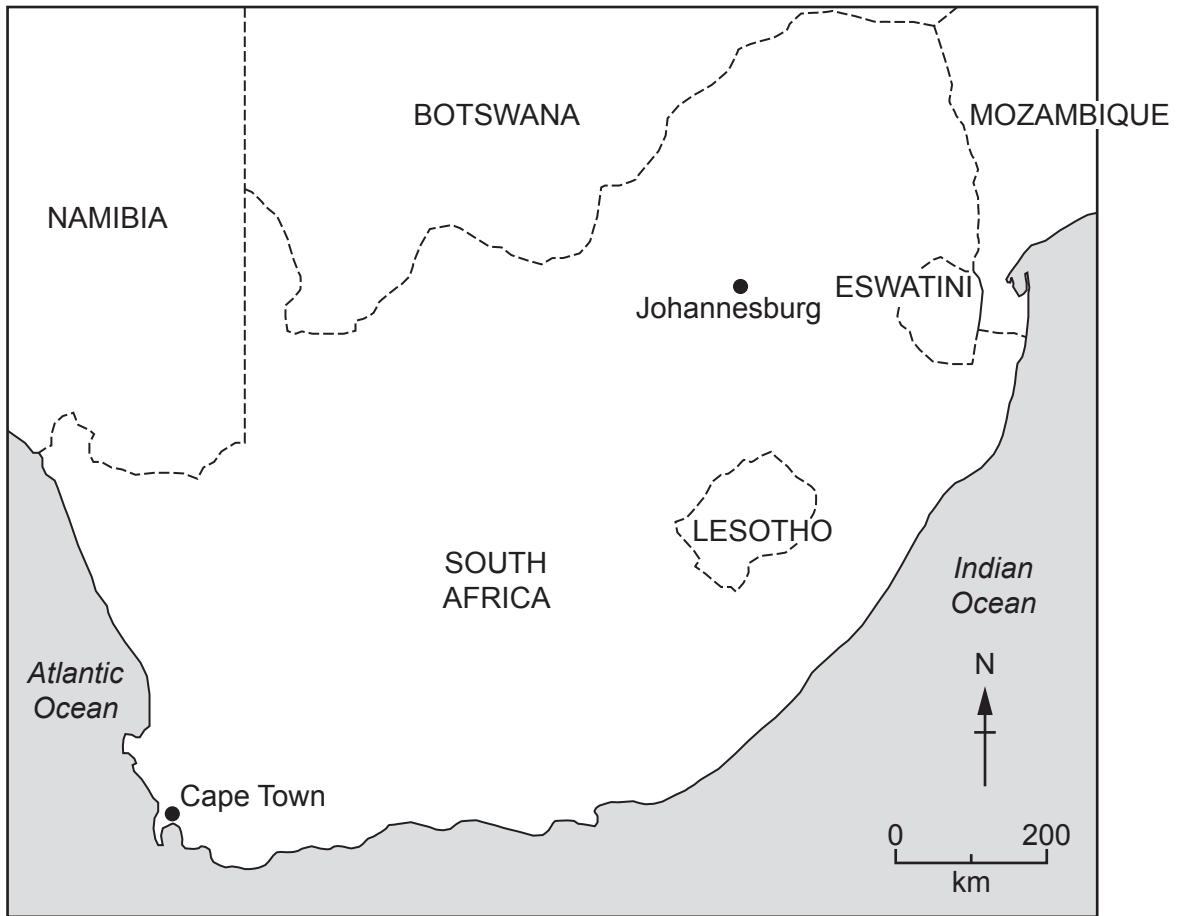 BOTSWANA
MOZAMBIQUE
NAMIBIA
ESWATINI
Johannesburg
LESOTHO
SOUTH
AFRICA
Indian
Ocean
Atlantic
Ocean
N
Cape Town
0 200
km